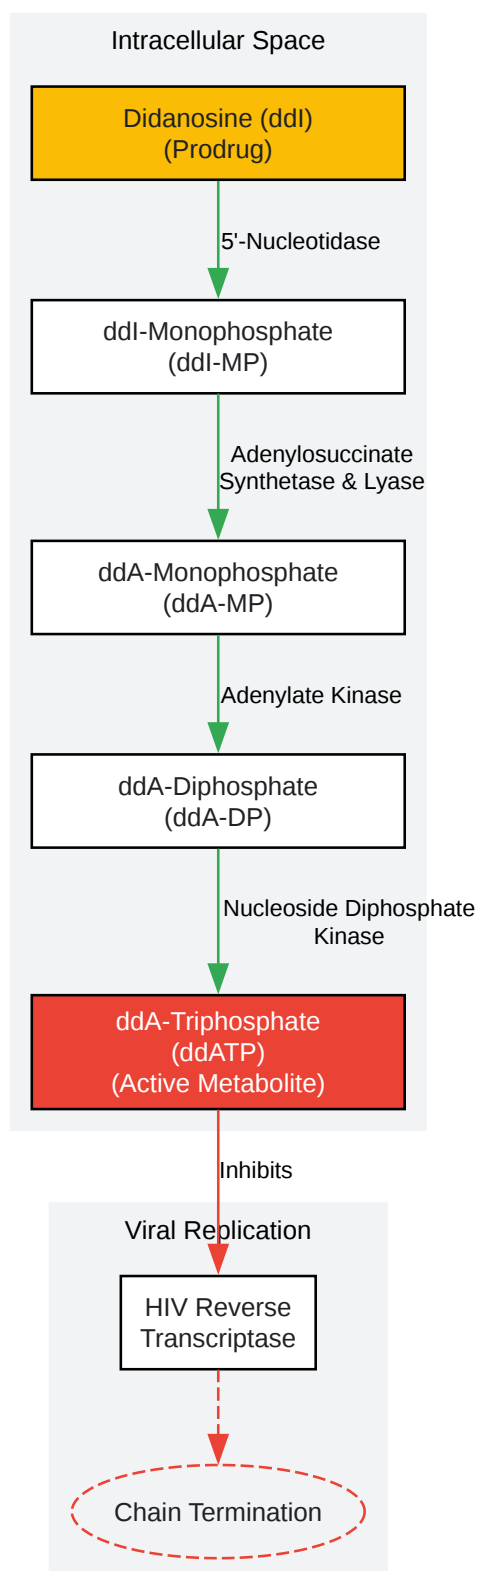 Intracellular Space
Didanosine (ddI)
(Prodrug)
5'-Nucleotidase
ddI-Monophosphate
(ddI-MP)
Adenylosuccinate
Synthetase & Lyase
ddA-Monophosphate
(ddA-MP)
Adenylate Kinase
ddA-Diphosphate
(ddA-DP)
Nucleoside Diphosphate
Kinase
ddA-Triphosphate
(ddATP)
(Active Metabolite)
Inhibits
Viral Replication
HIV Reverse
Transcriptase
Chain Termination